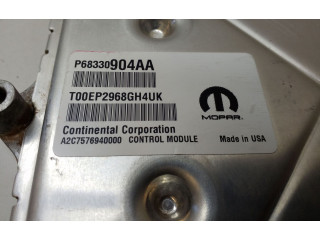 P68330904AA
T00EP2968GH4UK
MOPAR
Continental Corporation
A2C7576940000 CONTROL MODULE Made in USA